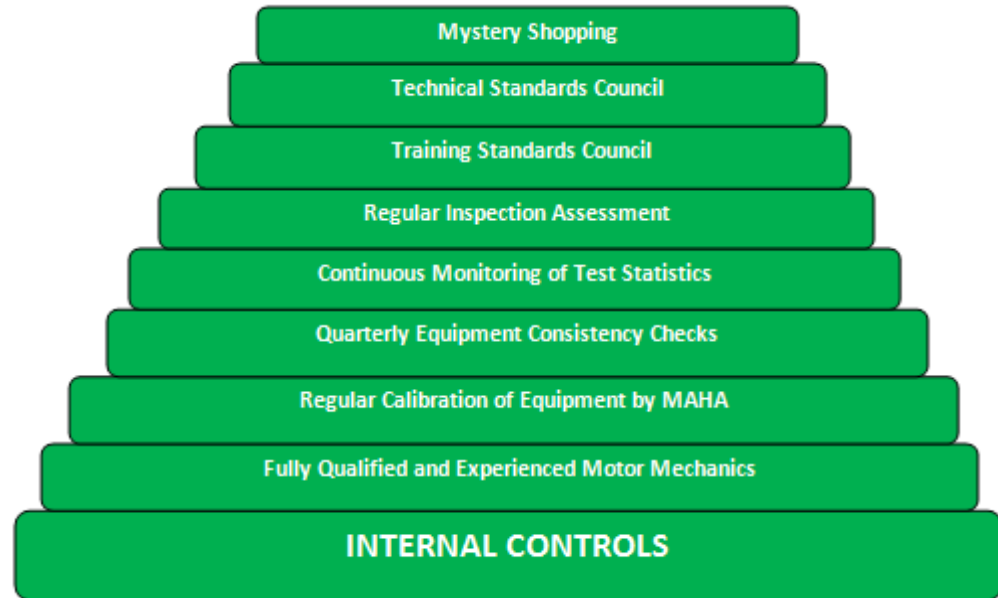 Mystery Shopping
Technical Standards Council
Training Standards Council
Regular Inspection Assessment
Continuous Monitoring of Test Statistics
Quarterly Equipment Consistency Checks
Regular Calibration of Equipment by MAHA
Fully Qualified and Experienced Motor Mechanics
INTERNAL CONTROLS